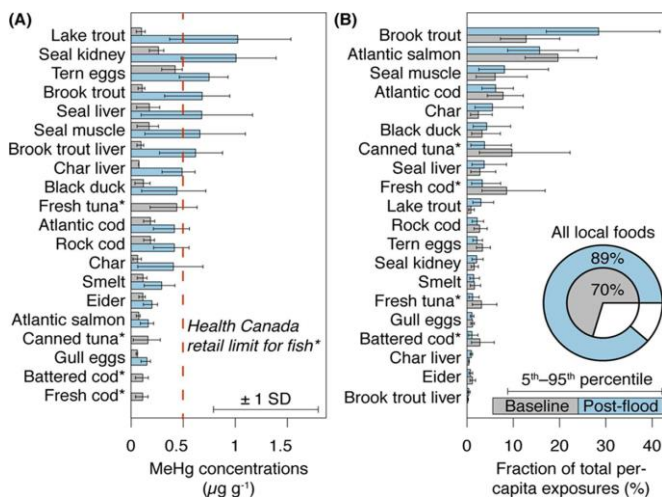 (A)
Lake trout
Seal kidney
Tern eggs
Brook trout
Seal liver
Seal muscle
Brook trout liver
Char liver
Black duck
Fresh tuna*
Atlantic cod
Rock cod
Char
Smelt
Eider
Atlantic salmon
Canned tuna*
Gull eggs
Battered cod*
Fresh cod*
Health Canada
retail limit for fish*
± 1 SD
0 0.5 1 1.5
MeHg concentrations
(µg g⁻¹)
(B)
Brook trout
Atlantic salmon
Seal muscle
Atlantic cod
Char
Black duck
Canned tuna*
Seal liver
Fresh cod*
Lake trout
Rock cod
Tern eggs
Seal kidney
Smelt
Fresh tuna*
Gull eggs
Battered cod*
Char liver
Eider
Brook trout liver
All local foods
89%
70%
5th–95th percentile
Baseline Post-flood
0 10 20 30 40
Fraction of total per-
capita exposures (%)